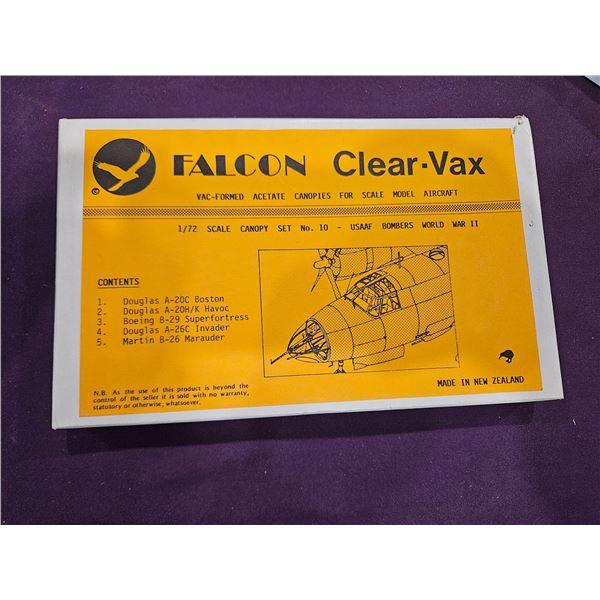 FALCON Clear-Vax
VAC-FORMED ACETATE CANOPIES FOR SCALE MODEL AIRCRAFT
1/72 SCALE CANOPY SET No. 10 - USAAF BOMBERS WORLD WAR II
CONTENTS
1. Douglas A-20C Boston
2. Douglas A-20H/K Havoc
3. Boeing B-29 Superfortress
4. Douglas A-26C Invader
5. Martin B-26 Marauder
N.B. As the use of this product is beyond the
control of the seller it is sold with no warranty,
statutory or otherwise, whatsoever.
MADE IN NEW ZEALAND
©